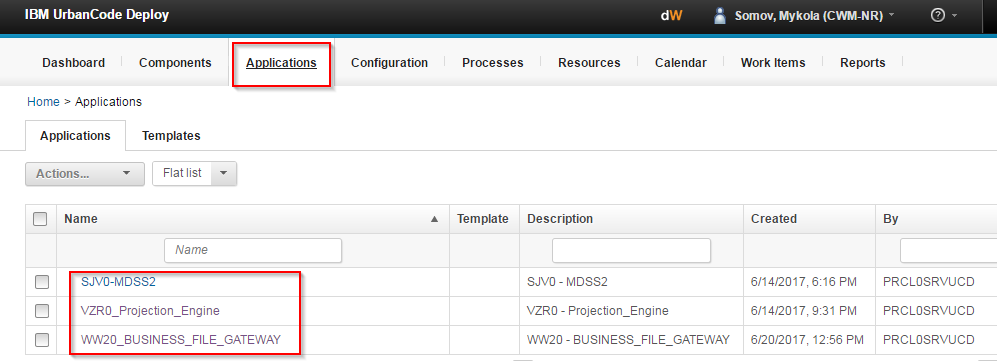 IBM UrbanCode Deploy dW Somov, Mykola (CWM-NR) ?
Dashboard Components Applications Configuration Processes Resources Calendar Work Items Reports
Home > Applications
Applications Templates
Actions... Flat list
Name Template Description Created By
Name
SJV0-MDSS2 SJV0 - MDSS2 6/14/2017, 6:16 PM PRCL0SRVUCD
VZR0_Projection_Engine VZR0 - Projection_Engine 6/14/2017, 9:31 PM PRCL0SRVUCD
WW20_BUSINESS_FILE_GATEWAY WW20 - BUSINESS_FILE_GATEWAY 6/20/2017, 12:56 PM PRCL0SRVUCD